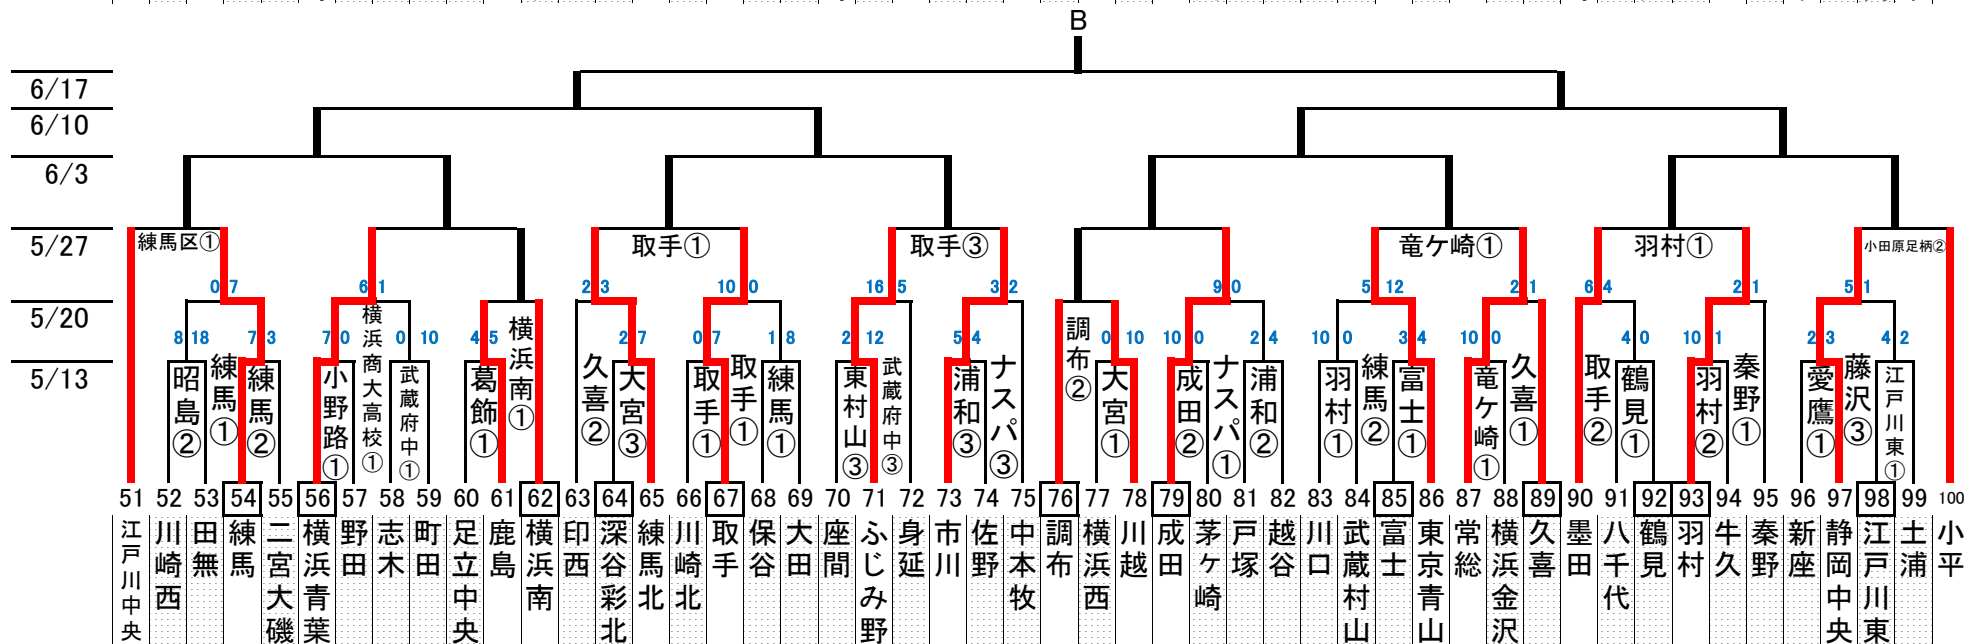 B
6/17
6/10
6/3
5/27
5/20
5/13
練馬区①
取手①
取手③
竜ケ崎①
羽村①
小田原足柄②
0 7
6 1
2 3
10 0
16 5
3 2
9 0
5 12
2 1
6 4
2 1
5 1
8 18
7 3
7 0
0 10
4 5
2 7
0 7
1 8
2 12
5 4
0 10
10 0
2 4
10 0
3 4
10 0
4 0
10 1
2 3
4 2
昭島②
練馬①
練馬②
小野路①
横浜商大高校①
武蔵府中①
葛飾①
横浜南①
久喜②
大宮③
取手①
取手①
練馬①
東村山③
武蔵府中③
浦和③
ナスパ③
調布②
大宮①
成田②
ナスパ①
浦和②
羽村①
練馬②
富士①
竜ケ崎①
久喜①
取手②
鶴見①
羽村②
秦野①
愛鷹①
藤沢③
江戸川東①
51 52 53 54 55 56 57 58 59 60 61 62 63 64 65 66 67 68 69 70 71 72 73 74 75 76 77 78 79 80 81 82 83 84 85 86 87 88 89 90 91 92 93 94 95 96 97 98 99 100
江戸川中央
川崎西
田無
練馬
二宮大磯
横浜青葉
野田
志木
町田
足立中央
鹿島
横浜南
印西
深谷彩北
練馬北
川崎北
取手
保谷
大田
座間
ふじみ野
身延
市川
佐野
中本牧
調布
横浜西
川越
成田
茅ヶ崎
戸塚
越谷
川口
武蔵村山
富士
東京青山
常総
横浜金沢
久喜
墨田
八千代
鶴見
羽村
牛久
秦野
新座
静岡中央
江戸川東
土浦
小平